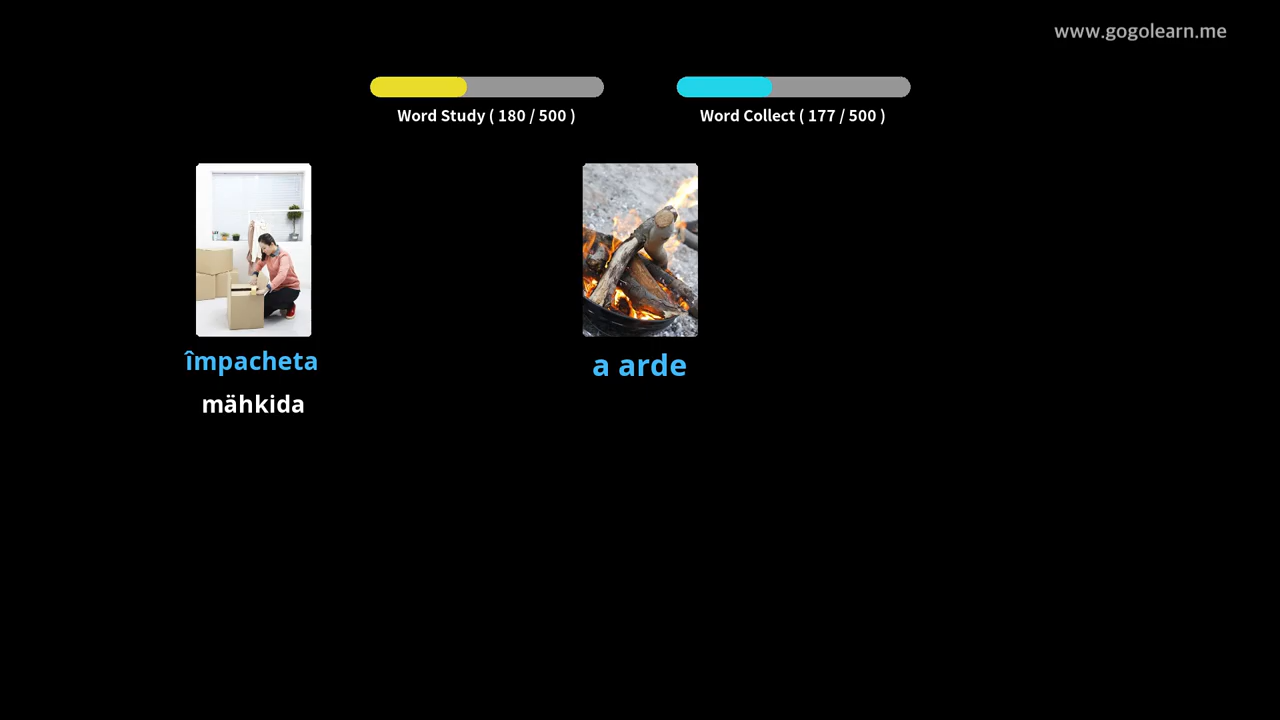 www.gogolearn.me
Word Study ( 180 / 500 )
Word Collect ( 177 / 500 )
împacheta
a arde
mähkida